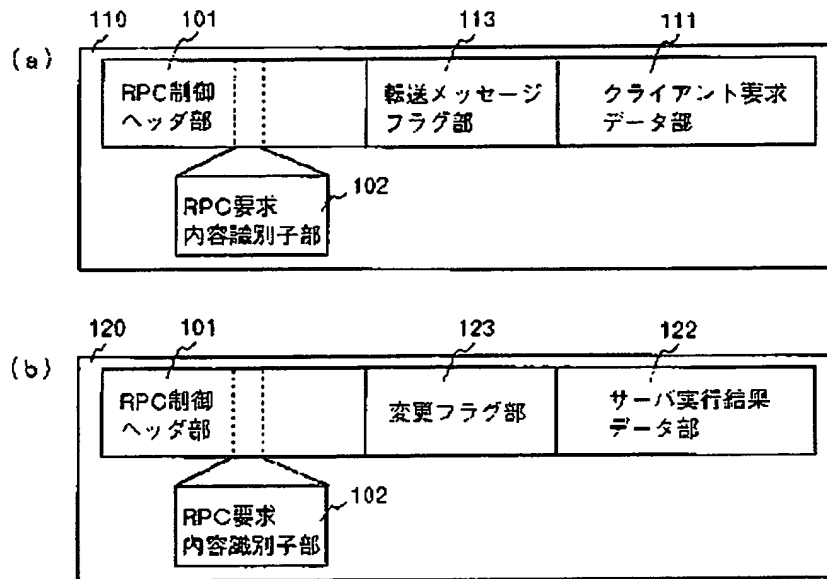 110
101
113
111
(a)
RPC制御
ヘッダ部
転送メッセージ
フラグ部
クライアント要求
データ部
RPC要求
内容識別子部
102
120
101
123
122
(b)
RPC制御
ヘッダ部
変更フラグ部
サーバ実行結果
データ部
RPC要求
内容識別子部
102